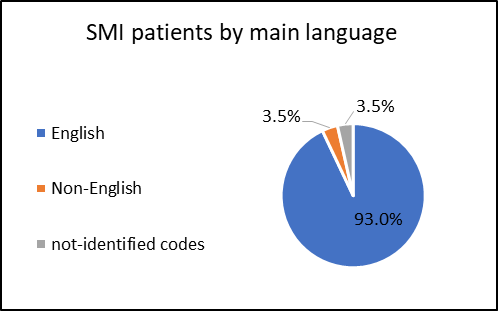 SMI patients by main language
3.5%
3.5%
English
Non-English
93.0%
not-identified codes